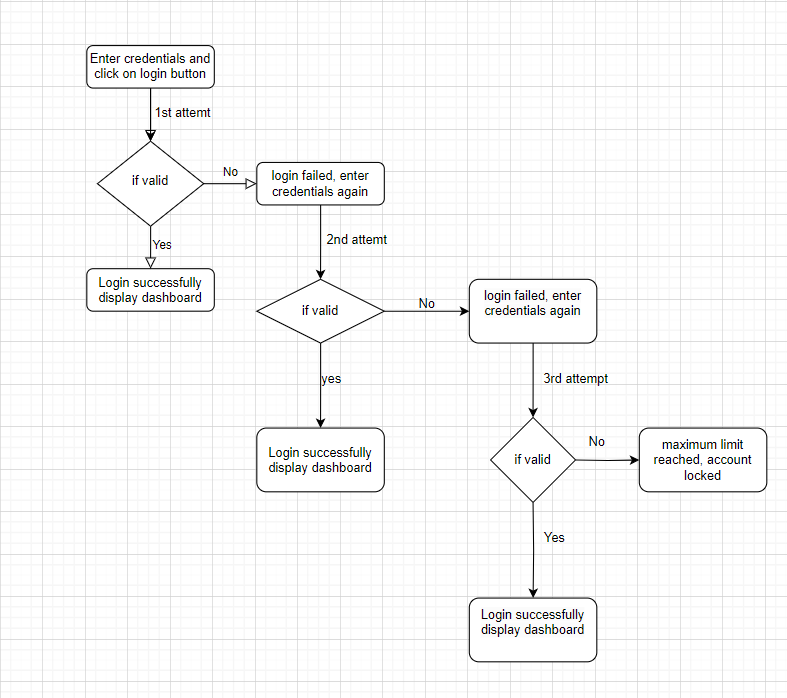 Enter credentials and
click on login button
1st attemt
if valid
No
login failed, enter
credentials again
Yes
Login successfully
display dashboard
2nd attemt
if valid
No
login failed, enter
credentials again
yes
Login successfully
display dashboard
3rd attempt
if valid
No
maximum limit
reached, account
locked
Yes
Login successfully
display dashboard